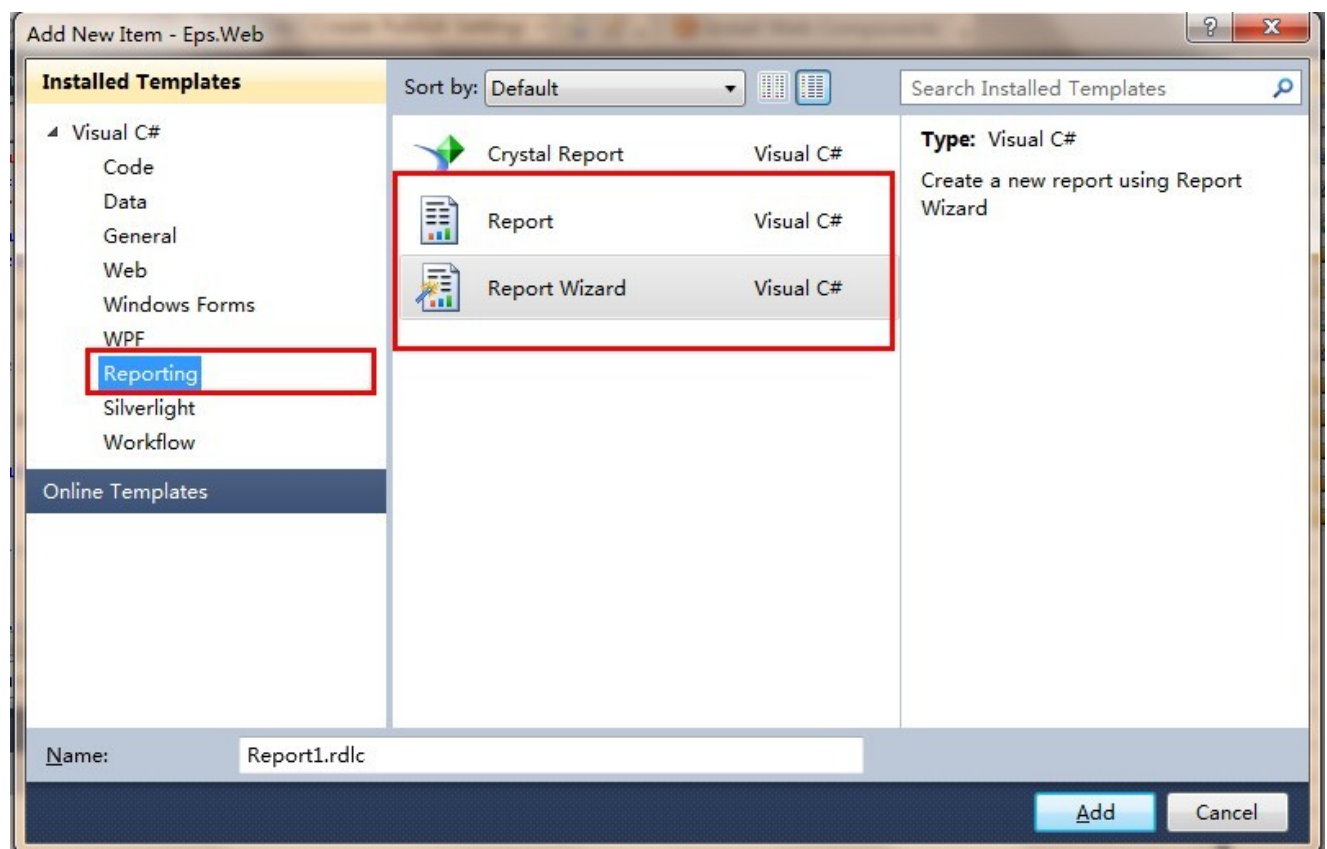 Add New Item - Eps.Web
Installed Templates
Sort by: Default
Search Installed Templates
Visual C#
Code
Data
General
Web
Windows Forms
WPF
Reporting
Silverlight
Workflow
Online Templates
Crystal Report Visual C#
Report Visual C#
Report Wizard Visual C#
Type: Visual C#
Create a new report using Report
Wizard
Name: Report1.rdlc
Add Cancel